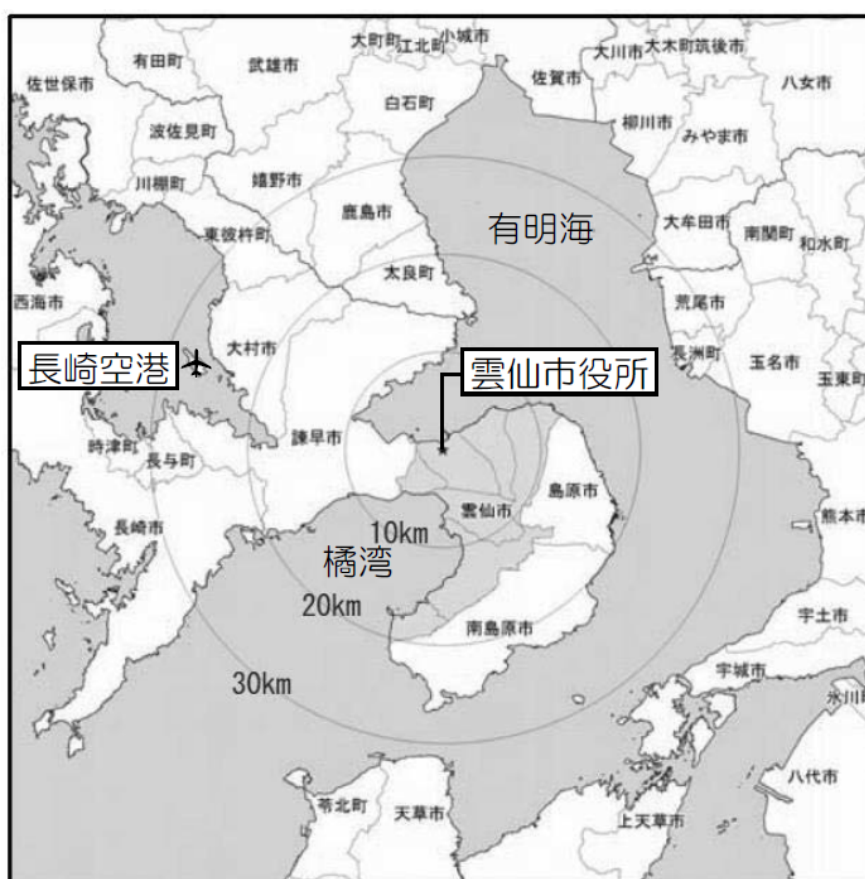 大町町
江北町
小城市
大川市
大木町
筑後市
有田町
武雄市
佐賀市
佐世保市
八女市
白石町
柳川市
波佐見町
みやま市
川棚町
嬉野市
鹿島市
大牟田市
有明海
東彼杵町
南関町
和水町
太良町
西海市
荒尾市
大村市
長洲町
長崎空港
雲仙市役所
玉名市
玉東町
諫早市
時津町
長与町
島原市
雲仙市
長崎市
熊本市
10km
橘湾
20km
宇土市
南島原市
宇城市
30km
氷川町
八代市
苓北町
天草市
上天草市